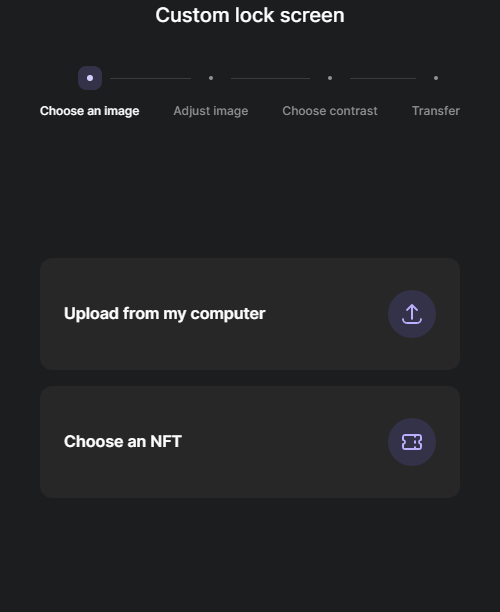 Custom lock screen
Choose an image Adjust image Choose contrast Transfer
Upload from my computer
Choose an NFT